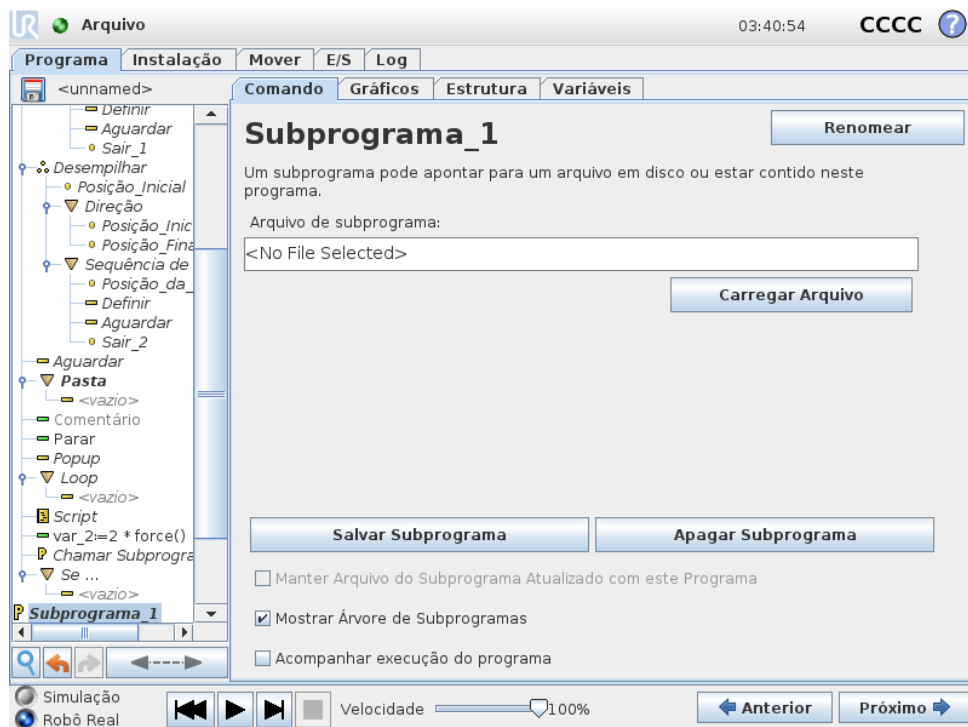 UR Arquivo 03:40:54 CCCC ?
Programa Instalação Mover E/S Log
<unnamed> Comando Gráficos Estrutura Variáveis
Definir
Aguardar
Sair_1
Desempilhar
Posição_Inicial
Direção
Posição_Inic
Posição_Fina
Sequência de
Posição_da_
Definir
Aguardar
Sair_2
Aguardar
Pasta
<vazio>
Comentário
Parar
Popup
Loop
<vazio>
Script
var_2:=2 * force()
Chamar Subprogra
Se ...
<vazio>
Subprograma_1
Subprograma_1
Renomear
Um subprograma pode apontar para um arquivo em disco ou estar contido neste
programa.
Arquivo de subprograma:
<No File Selected>
Carregar Arquivo
Salvar Subprograma Apagar Subprograma
Manter Arquivo do Subprograma Atualizado com este Programa
Mostrar Árvore de Subprogramas
Acompanhar execução do programa
Simulação
Robô Real
Velocidade 100%
Anterior Próximo